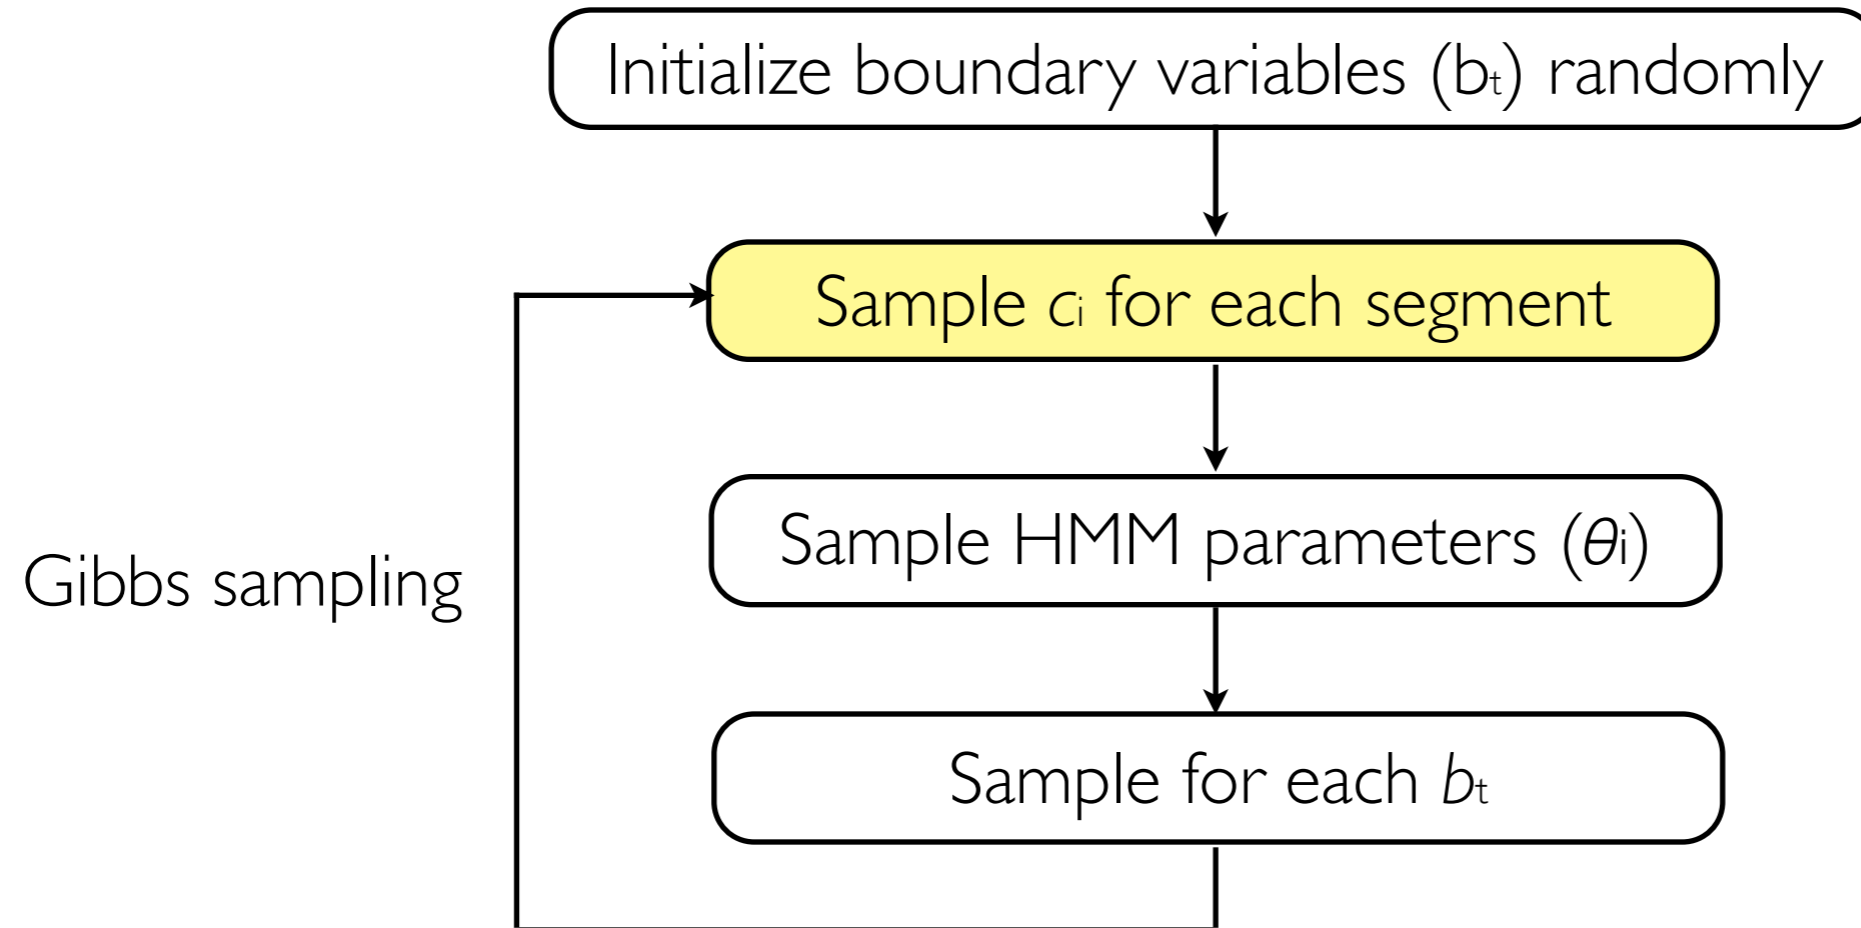 Initialize boundary variables (bₜ) randomly
Sample cᵢ for each segment
Sample HMM parameters (θᵢ)
Gibbs sampling
Sample for each bₜ